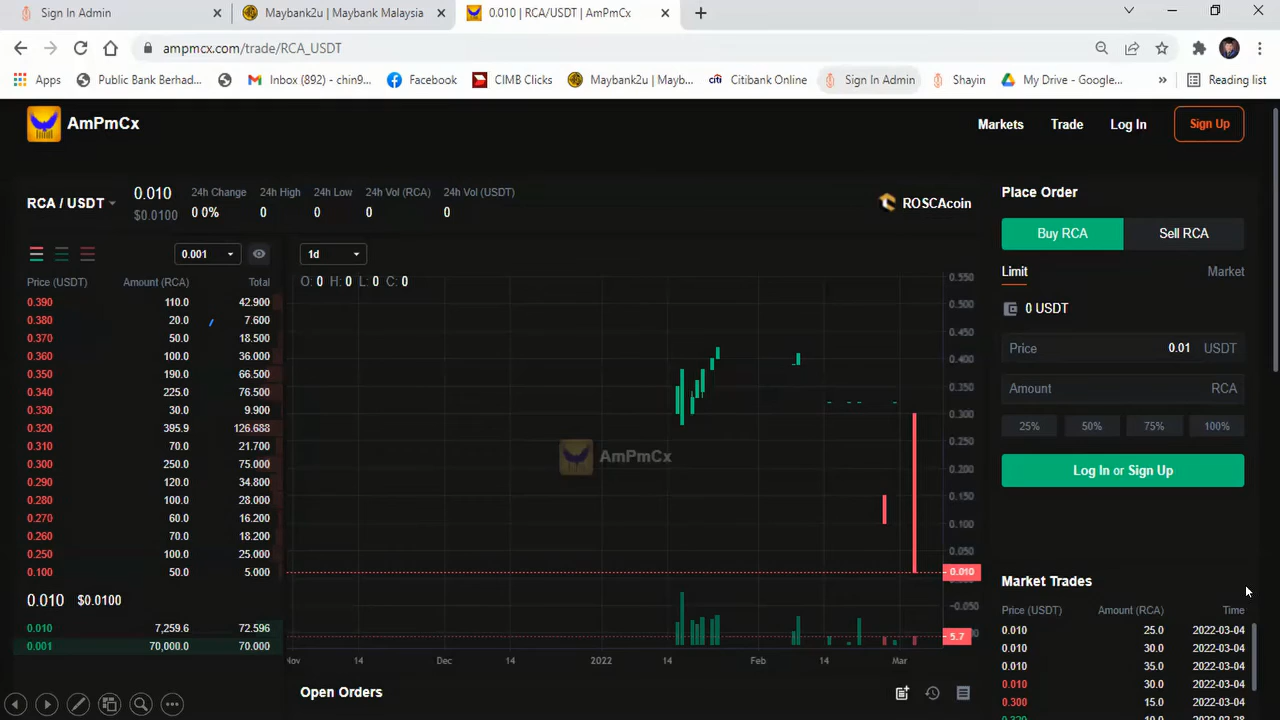 Sign In Admin
Maybank2u | Maybank Malaysia
0.010 | RCA/USDT | AmPmCx
ampmcx.com/trade/RCA_USDT
Apps
Public Bank Berhad...
Inbox (892) - chin9...
Facebook
CIMB Clicks
Maybank2u | Mayb...
citi
Citibank Online
Sign In Admin
Shayin
My Drive - Google...
»
Reading list
AmPmCx
Markets
Trade
Log In
Sign Up
RCA / USDT
0.010
$0.0100
24h Change
0 0%
24h High
0
24h Low
0
24h Vol (RCA)
0
24h Vol (USDT)
0
ROSCAcoin
0.001
Price (USDT) Amount (RCA) Total
0.390 110.0 42.900
0.380 20.0 7.600
0.370 50.0 18.500
0.360 100.0 36.000
0.350 190.0 66.500
0.340 225.0 76.500
0.330 30.0 9.900
0.320 395.9 126.688
0.310 70.0 21.700
0.300 250.0 75.000
0.290 120.0 34.800
0.280 100.0 28.000
0.270 60.0 16.200
0.260 70.0 18.200
0.250 100.0 25.000
0.100 50.0 5.000
0.010 $0.0100
0.010 7,259.6 72.596
0.001 70,000.0 70.000
1d
O: 0 H: 0 L: 0 C: 0
0.550
0.500
0.450
0.400
0.350
0.300
0.250
0.200
0.150
0.100
0.050
0.010
-0.050
5.7
AmPmCx
Nov 14 Dec 14 2022 14 Feb 14 Mar
Open Orders
Place Order
Buy RCA
Sell RCA
Limit
Market
0 USDT
Price 0.01 USDT
Amount RCA
25% 50% 75% 100%
Log In or Sign Up
Market Trades
Price (USDT) Amount (RCA) Time
0.010 25.0 2022-03-04
0.010 30.0 2022-03-04
0.010 35.0 2022-03-04
0.010 30.0 2022-03-04
0.300 15.0 2022-03-04
0.320 10.0 2022-02-28